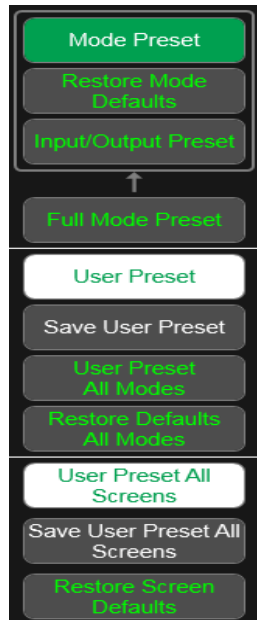 Mode Preset
Restore Mode
Defaults
Input/Output Preset
Full Mode Preset
User Preset
Save User Preset
User Preset
All Modes
Restore Defaults
All Modes
User Preset All
Screens
Save User Preset All
Screens
Restore Screen
Defaults